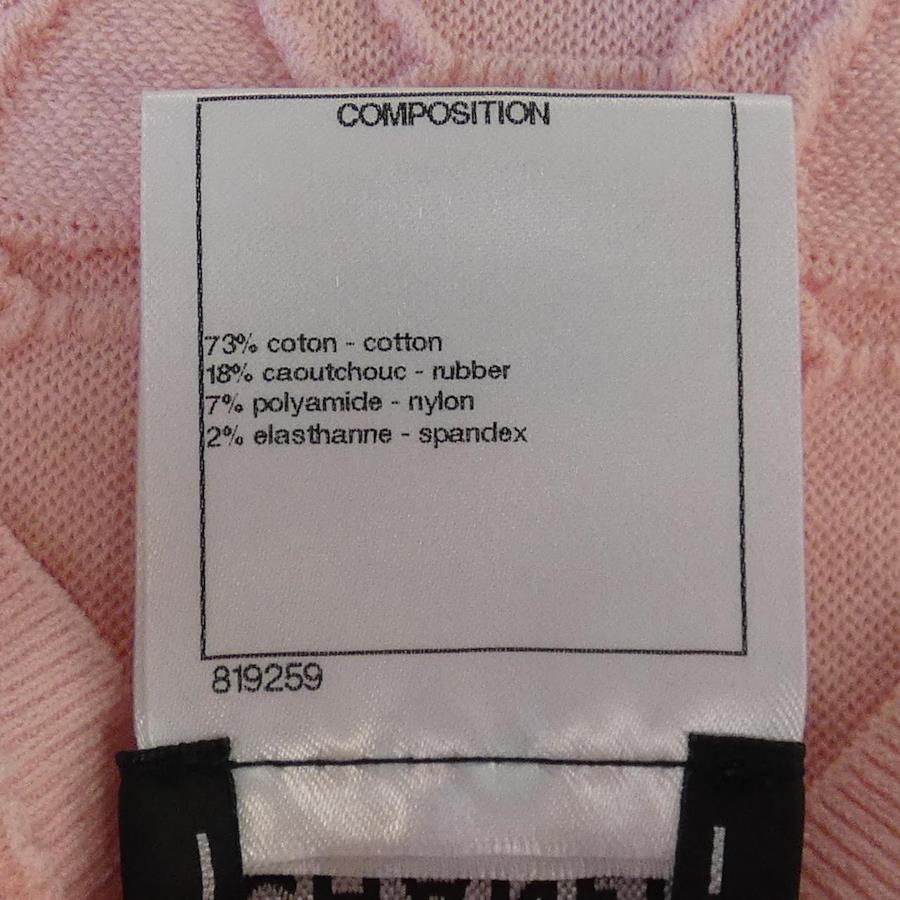 COMPOSITION
73% coton - cotton
18% caoutchouc - rubber
7% polyamide - nylon
2% elasthanne - spandex
819259